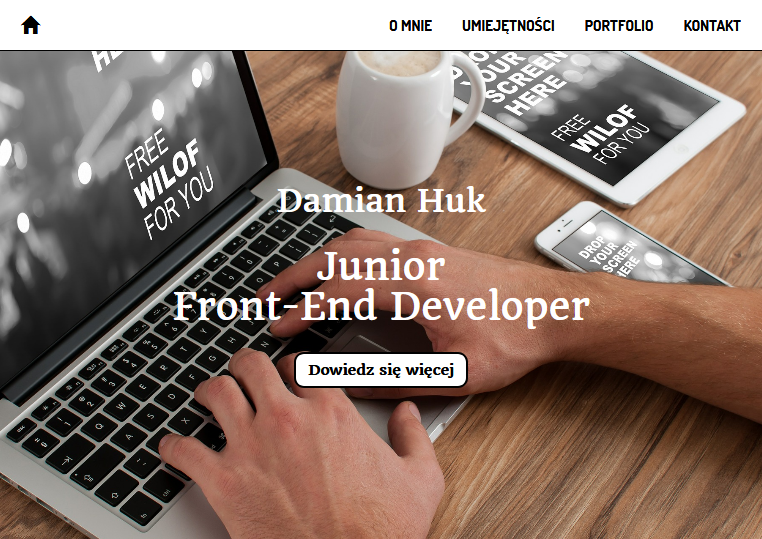 O MNIE UMIEJĘTNOŚCI PORTFOLIO KONTAKT
HE
FREE
WILOF
FOR YOU
DROP
YOUR
SCREEN
HERE
FREE
WILOF
FOR YOU
DROP
YOUR
SCREEN
HERE
Damian Huk
Junior
Front-End Developer
Dowiedz się więcej